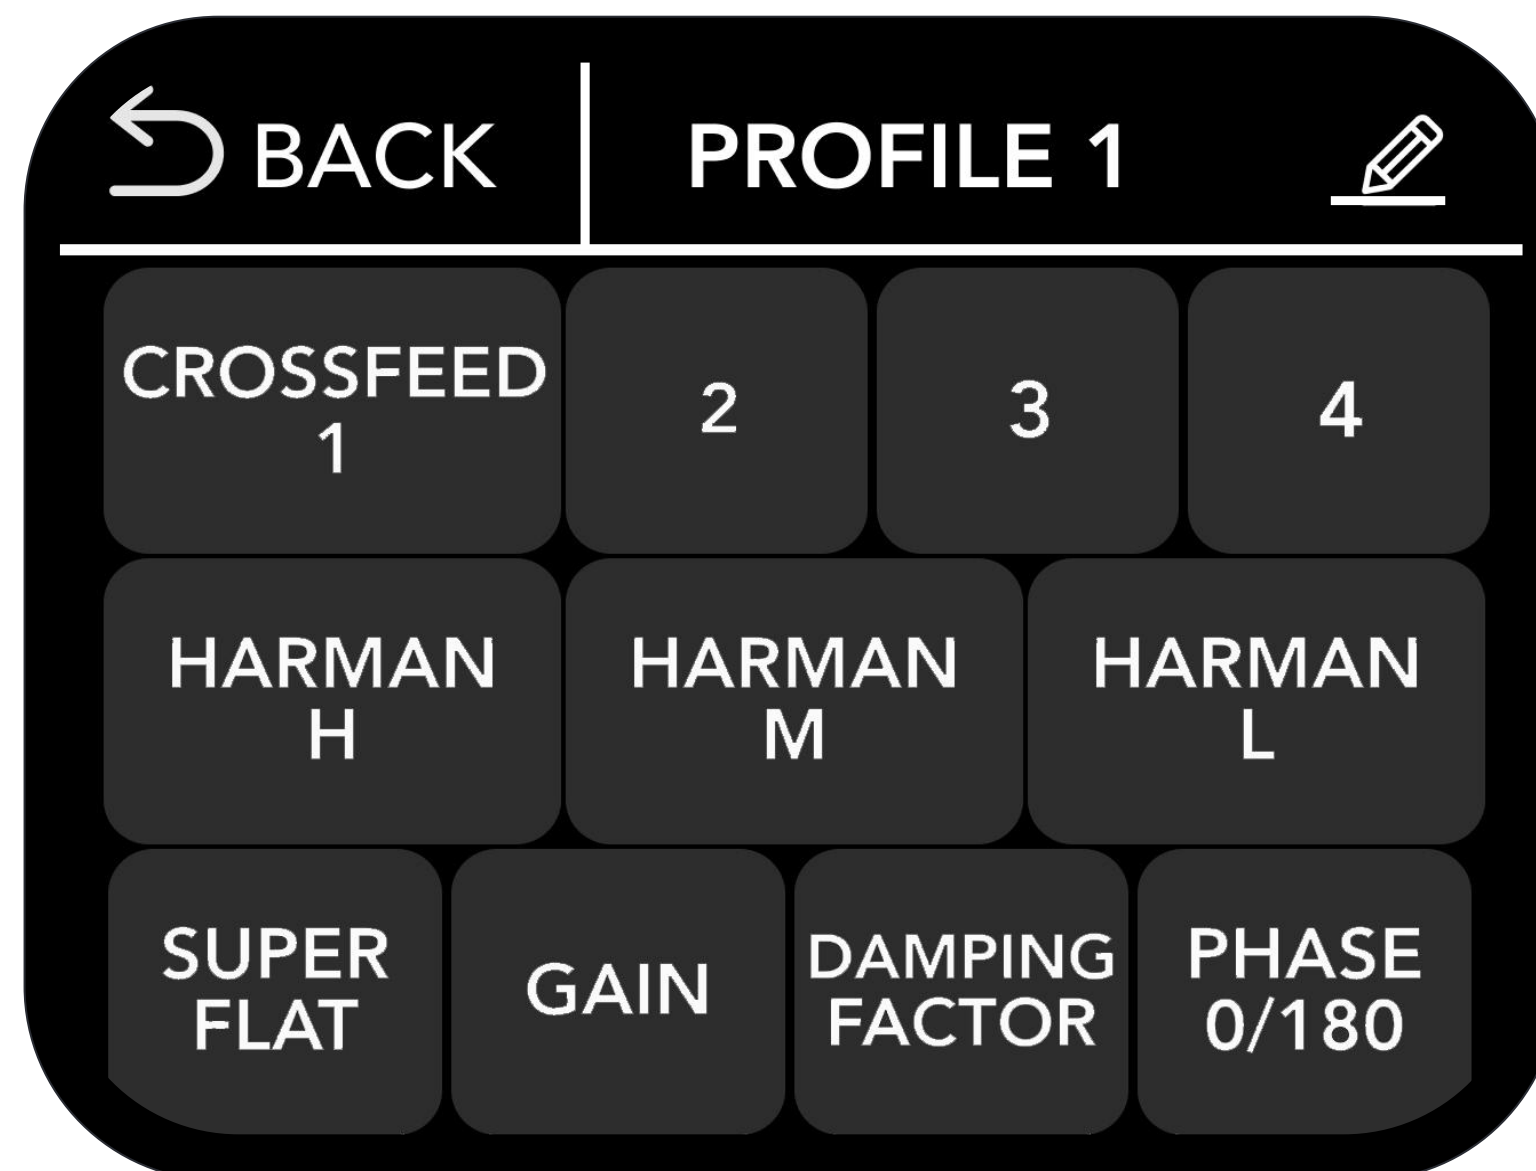 BACK
PROFILE 1
CROSSFEED
1
2
3
4
HARMAN
H
HARMAN
M
HARMAN
L
SUPER
FLAT
GAIN
DAMPING
FACTOR
PHASE
0/180